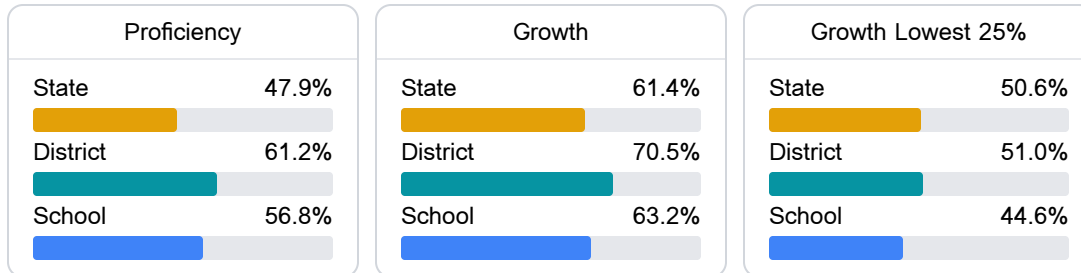 Proficiency
State 47.9%
District 61.2%
School 56.8%
Growth
State 61.4%
District 70.5%
School 63.2%
Growth Lowest 25%
State 50.6%
District 51.0%
School 44.6%